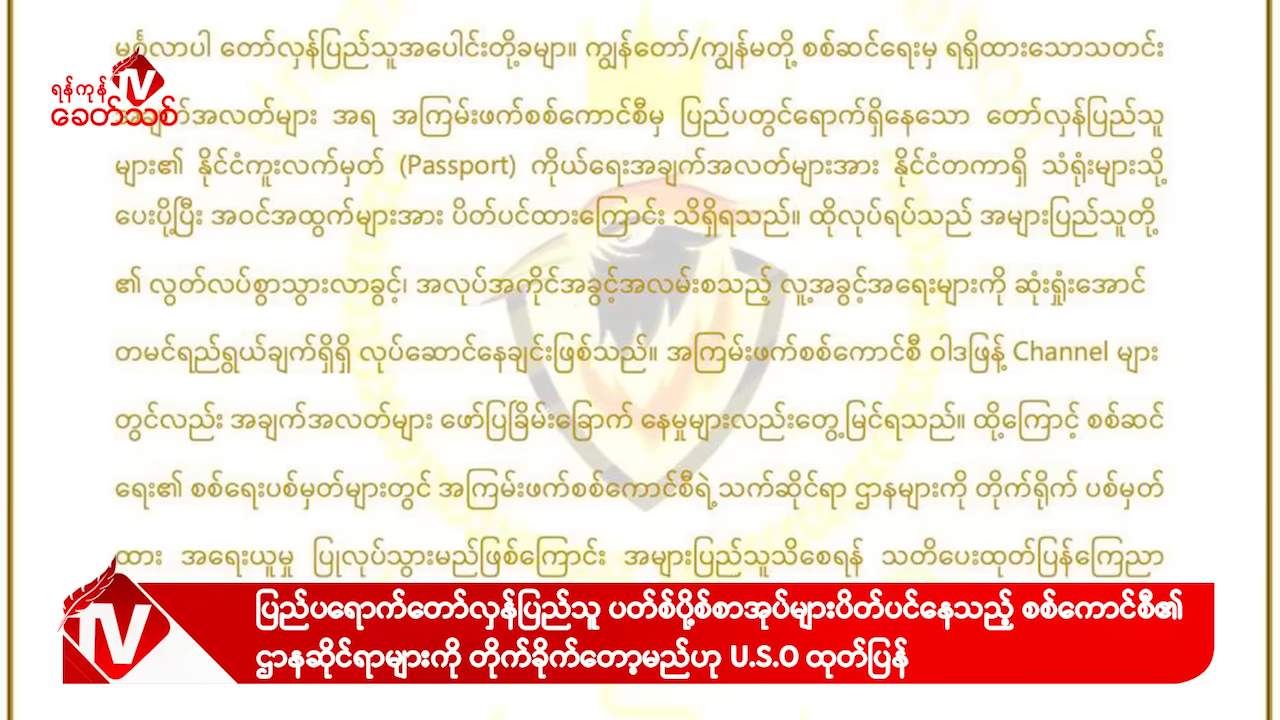 မင်္ဂလာပါ တော်လှန်ပြည်သူအပေါင်းတို့ခမျာ။ ကျွန်တော်/ကျွန်မတို့ စစ်ဆင်ရေးမှ ရရှိထားသောသတင်း
ရန်ကုန်
TV
ခေတ်သစ်
အချက်အလတ်များ အရ အကြမ်းဖက်စစ်ကောင်စီမှ ပြည်ပတွင်ရောက်ရှိနေသော တော်လှန်ပြည်သူ
များ၏ နိုင်ငံကူးလက်မှတ် (Passport) ကိုယ်ရေးအချက်အလတ်များအား နိုင်ငံတကာရှိ သံရုံးများသို့
ပေးပို့ပြီး အဝင်အထွက်များအား ပိတ်ပင်ထားကြောင်း သိရှိရသည်။ ထိုလုပ်ရပ်သည် အများပြည်သူတို့
၏ လွတ်လပ်စွာသွားလာခွင့်၊ အလုပ်အကိုင်အခွင့်အလမ်းစသည့် လူ့အခွင့်အရေးများကို ဆုံးရှုံးအောင်
တမင်ရည်ရွယ်ချက်ရှိရှိ လုပ်ဆောင်နေချင်းဖြစ်သည်။ အကြမ်းဖက်စစ်ကောင်စီ ဝါဒဖြန့် Channel များ
တွင်လည်း အချက်အလတ်များ ဖော်ပြခြိမ်းခြောက် နေမှုများလည်းတွေ့မြင်ရသည်။ ထို့ကြောင့် စစ်ဆင်
ရေး၏ စစ်ရေးပစ်မှတ်များတွင် အကြမ်းဖက်စစ်ကောင်စီရဲ့သက်ဆိုင်ရာ ဌာနများကို တိုက်ရိုက် ပစ်မှတ်
ထား အရေးယူမှု ပြုလုပ်သွားမည်ဖြစ်ကြောင်း အများပြည်သူသိစေရန် သတိပေးထုတ်ပြန်ကြေညာ
TV
ပြည်ပရောက်တော်လှန်ပြည်သူ ပတ်စ်ပို့စ်စာအုပ်များပိတ်ပင်နေသည့် စစ်ကောင်စီ၏
ဌာနဆိုင်ရာများကို တိုက်ခိုက်တော့မည်ဟု U.S.O ထုတ်ပြန်